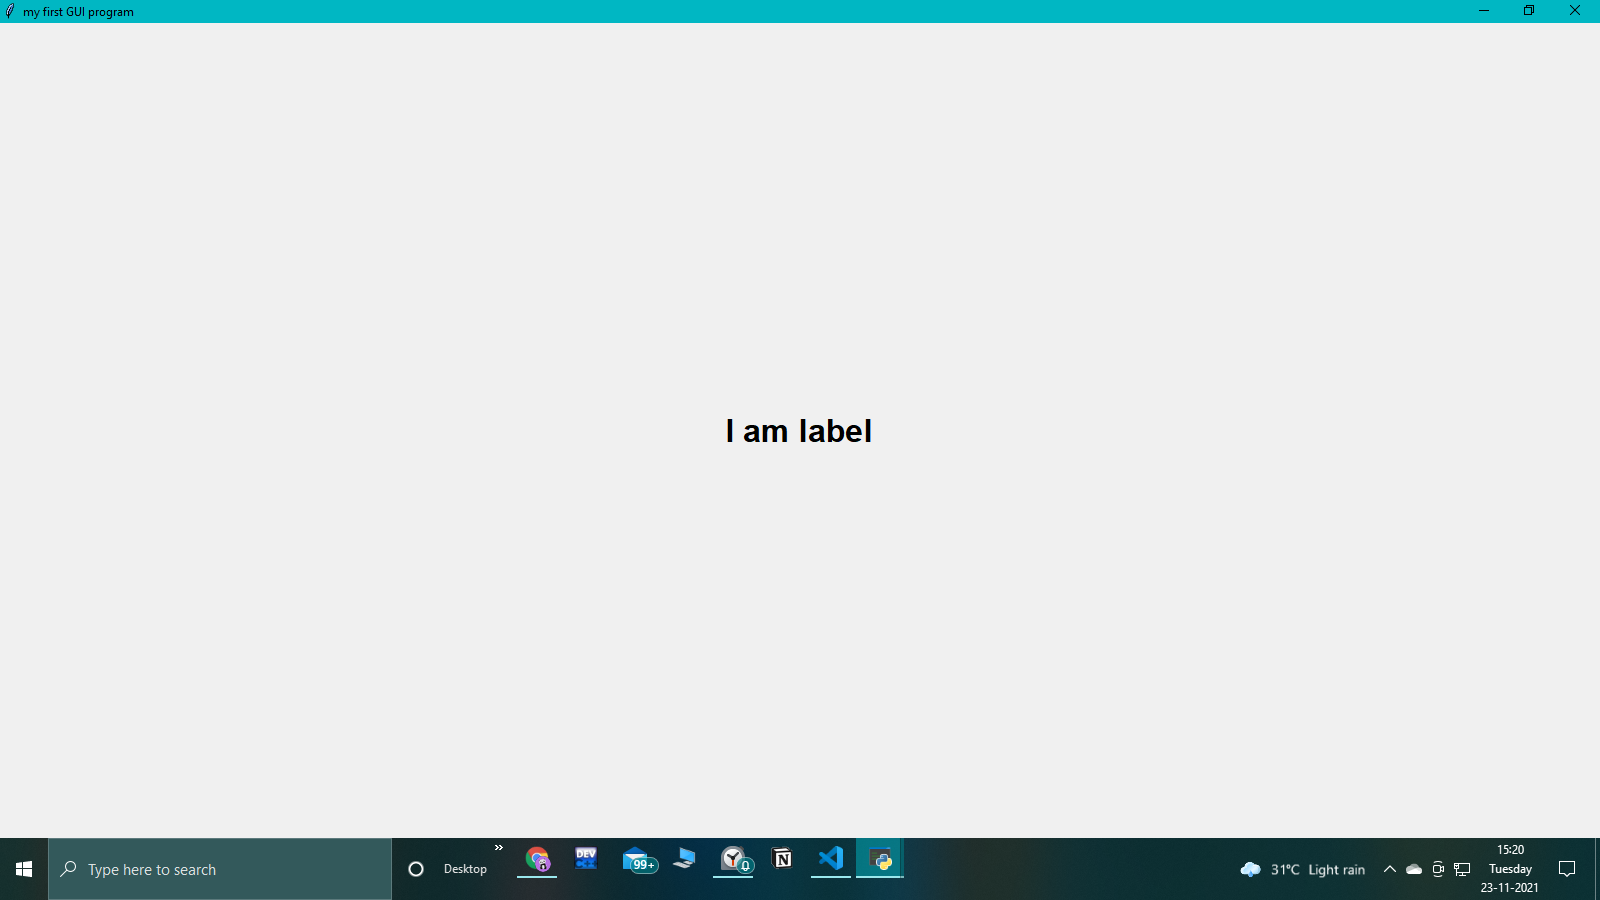 my first GUI program
I am label
Type here to search
Desktop
»
DEV
C++
99+
0
N
31°C Light rain
15:20
Tuesday
23-11-2021